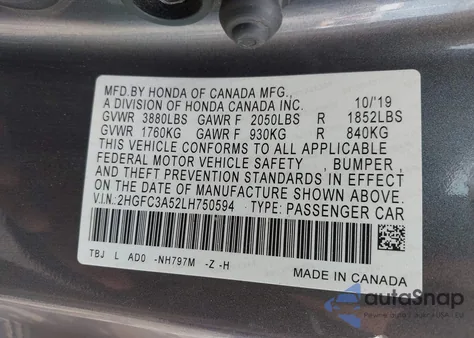 MFD.BY HONDA OF CANADA MFG.,
A DIVISION OF HONDA CANADA INC. 10/'19
GVWR 3880LBS GAWR F 2050LBS R 1852LBS
GVWR 1760KG GAWR F 930KG R 840KG
THIS VEHICLE CONFORMS TO ALL APPLICABLE
FEDERAL MOTOR VEHICLE SAFETY , BUMPER ,
AND THEFT PREVENTION STANDARDS IN EFFECT
ON THE DATE OF MANUFACTURE SHOWN ABOVE.
V.I.N.: 2HGFC3A52LH750594 TYPE: PASSENGER CAR
TBJ L AD0 -NH797M -Z -H
MADE IN CANADA
autoSnap